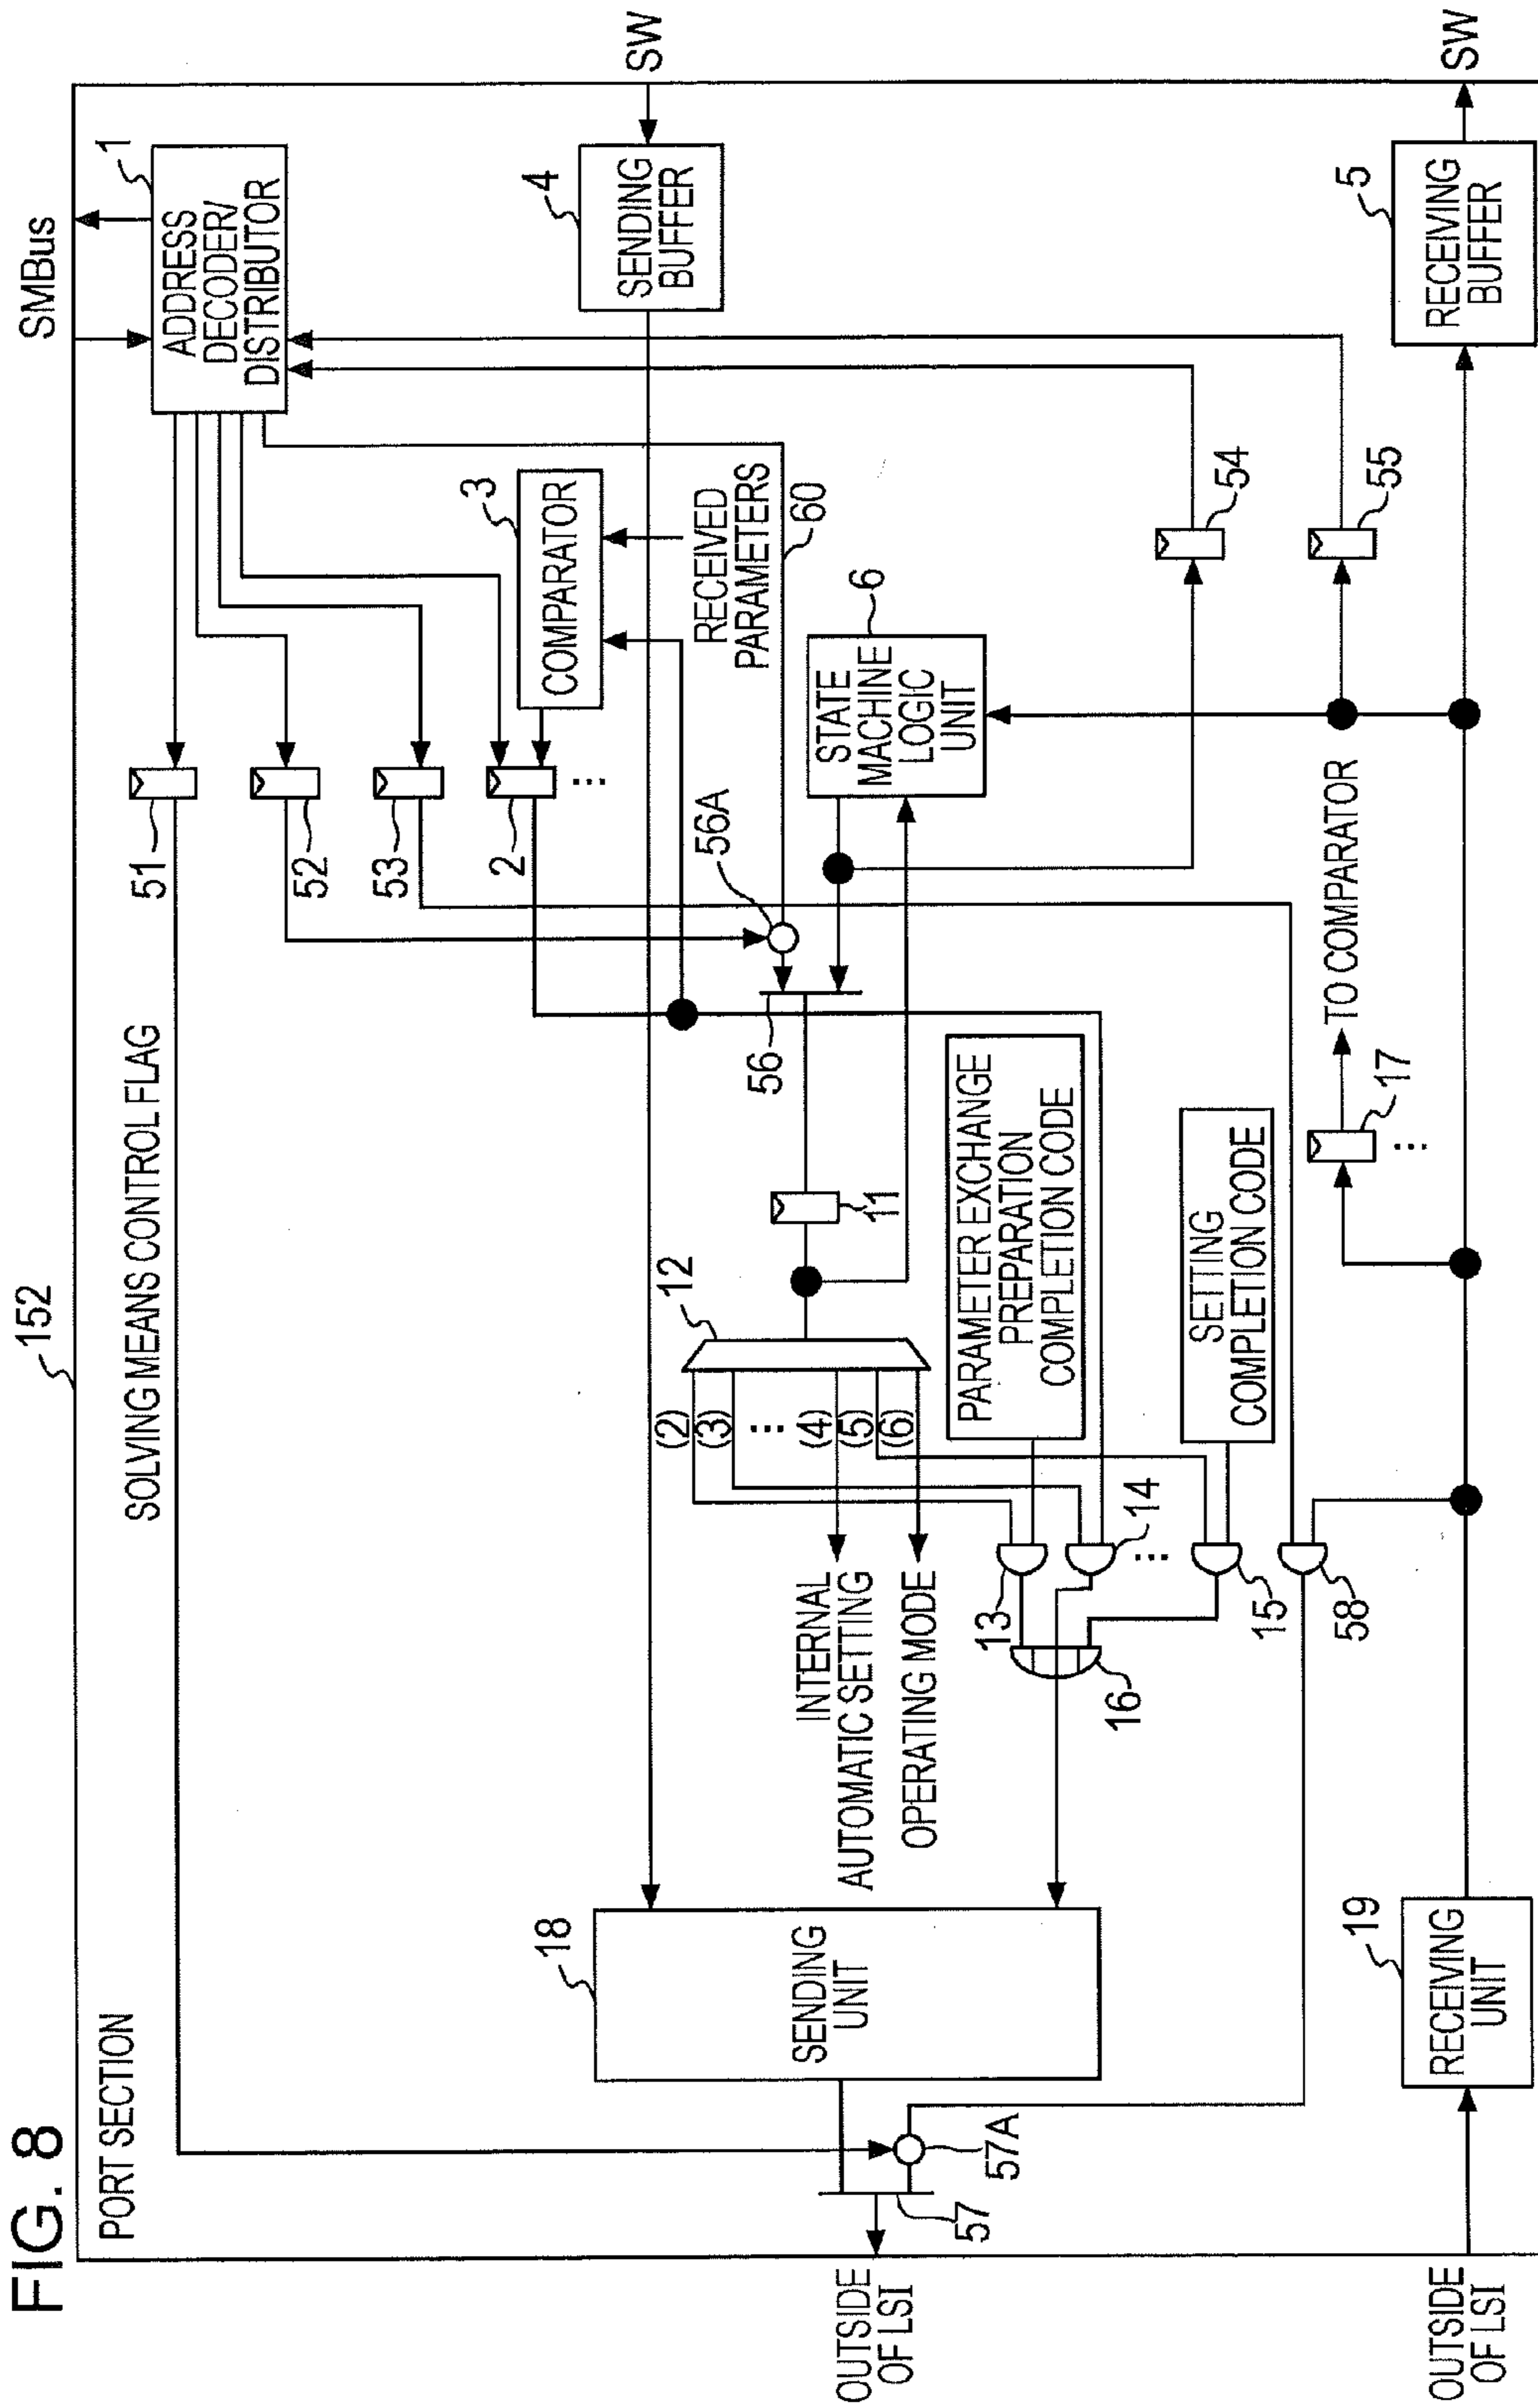 FIG. 8
152
PORT SECTION
SOLVING MEANS CONTROL FLAG
SMBus
1
ADDRESS
DECODER/
DISTRIBUTOR
51
52
53
2
⋮
3
COMPARATOR
RECEIVED
PARAMETERS
60
4
SENDING
BUFFER
SW
56A
56
6
STATE
MACHINE
LOGIC
UNIT
11
12
(2)
(3)
⋮
(4)
(5)
(6)
INTERNAL
AUTOMATIC SETTING
OPERATING MODE
PARAMETER EXCHANGE
PREPARATION
COMPLETION CODE
SETTING
COMPLETION CODE
13
14
⋮
15
58
16
18
SENDING
UNIT
57A
57
OUTSIDE
OF LSI
54
55
TO COMPARATOR
17
⋮
19
RECEIVING
UNIT
OUTSIDE
OF LSI
5
RECEIVING
BUFFER
SW